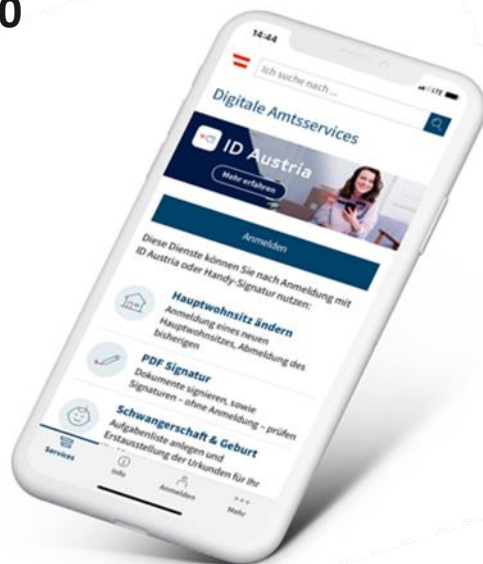 0
14:44
LTE
Ich suche nach ...
Digitale Amtsservices
ID Austria
Mehr erfahren
Anmelden
Diese Dienste können Sie nach Anmeldung mit
ID Austria oder Handy-Signatur nutzen:
Hauptwohnsitz ändern
Anmeldung eines neuen
Hauptwohnsitzes, Abmeldung des
bisherigen
PDF Signatur
Dokumente signieren, sowie
Signaturen – ohne Anmeldung – prüfen
Schwangerschaft & Geburt
Aufgabenliste anlegen und
Erstausstellung der Urkunden für Ihr
Services
Info
Anmelden
Mehr